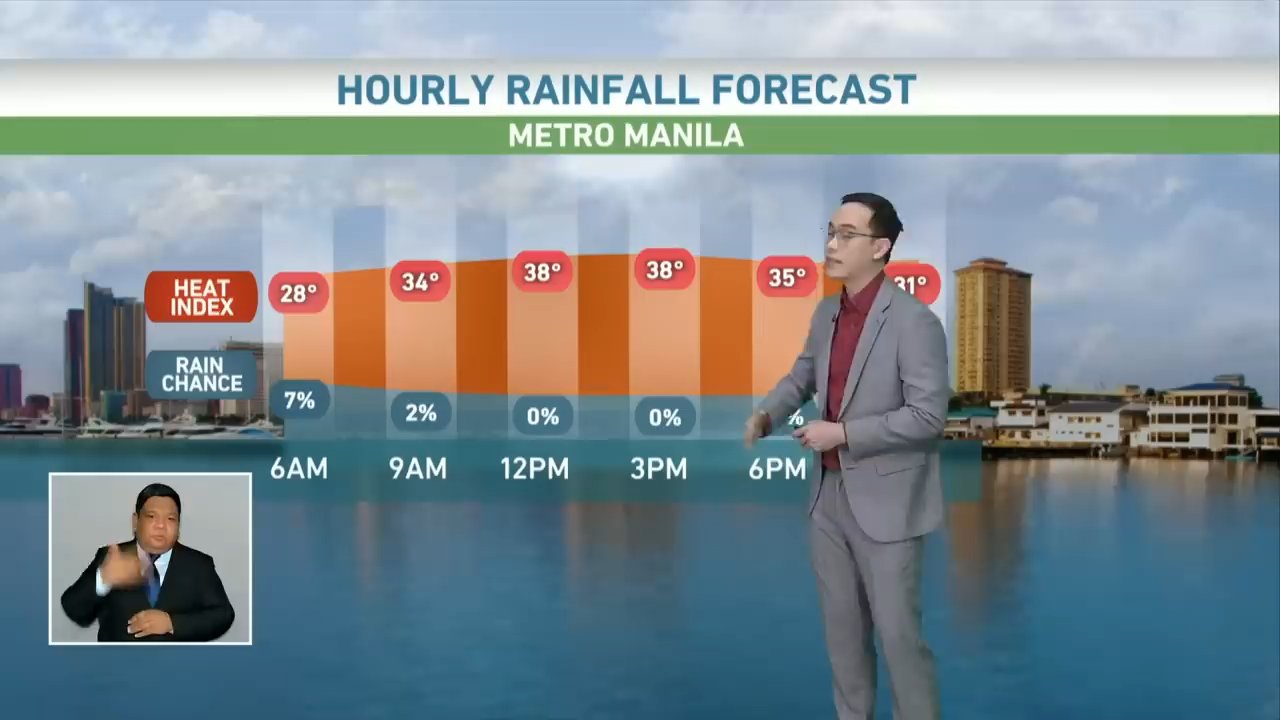 HOURLY RAINFALL FORECAST
METRO MANILA
HEAT
INDEX
28° 34° 38° 38° 35° 31°
RAIN
CHANCE
7% 2% 0% 0% %
6AM 9AM 12PM 3PM 6PM